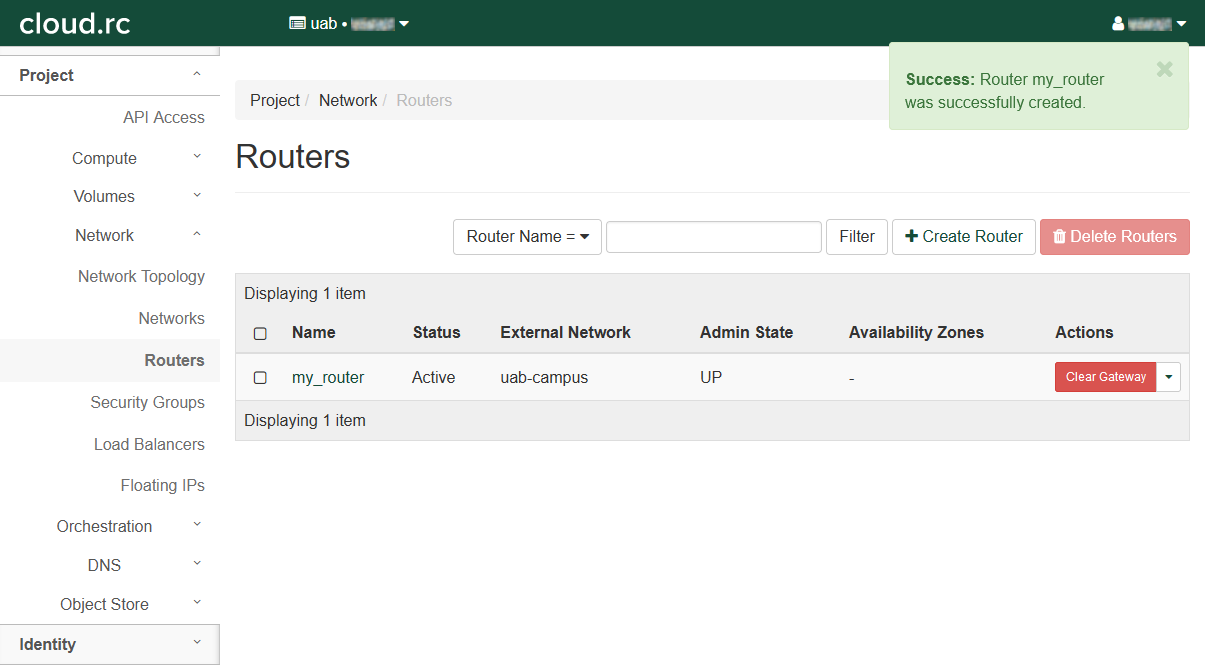 cloud.rc
uab •
Success: Router my_router
was successfully created.
Project
API Access
Compute
Volumes
Network
Network Topology
Networks
Routers
Security Groups
Load Balancers
Floating IPs
Orchestration
DNS
Object Store
Identity
Project / Network / Routers
Routers
Router Name = Filter Create Router Delete Routers
Displaying 1 item
Name Status External Network Admin State Availability Zones Actions
my_router Active uab-campus UP - Clear Gateway
Displaying 1 item